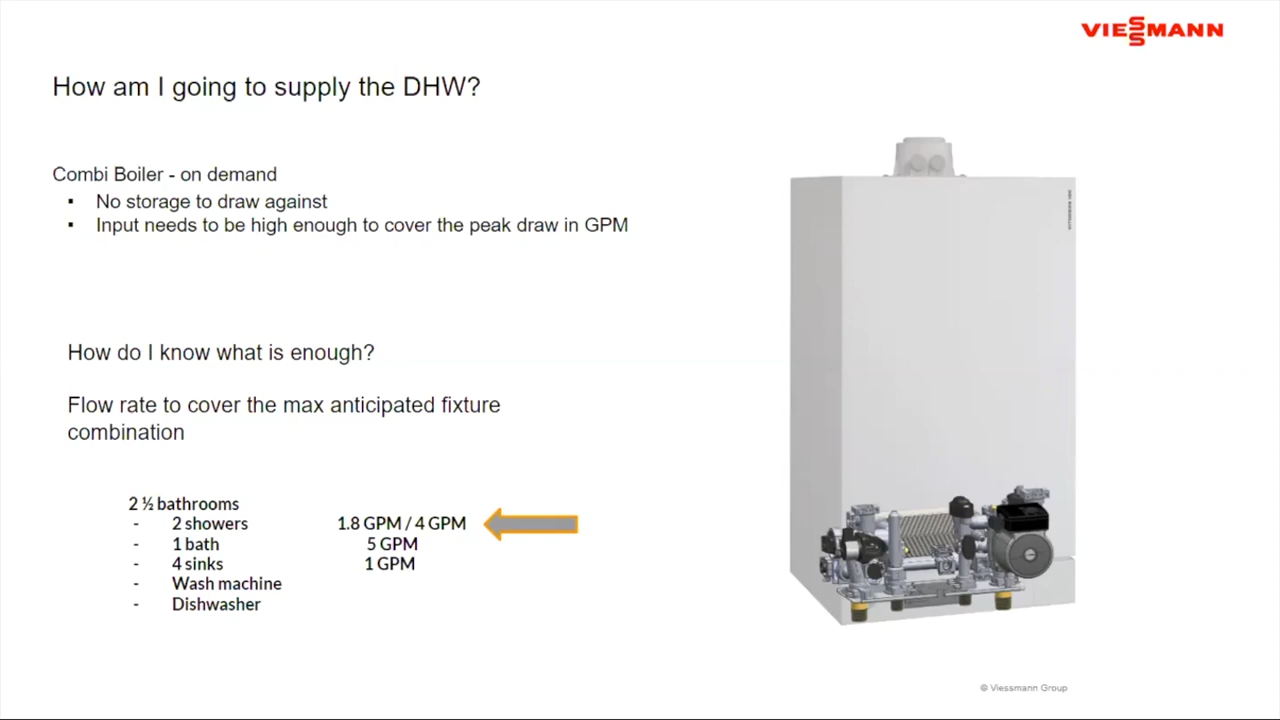 VIESSMANN
How am I going to supply the DHW?
Combi Boiler - on demand
▪ No storage to draw against
▪ Input needs to be high enough to cover the peak draw in GPM
How do I know what is enough?
Flow rate to cover the max anticipated fixture
combination
2 ½ bathrooms
- 2 showers 1.8 GPM / 4 GPM
- 1 bath 5 GPM
- 4 sinks 1 GPM
- Wash machine
- Dishwasher
© Viessmann Group